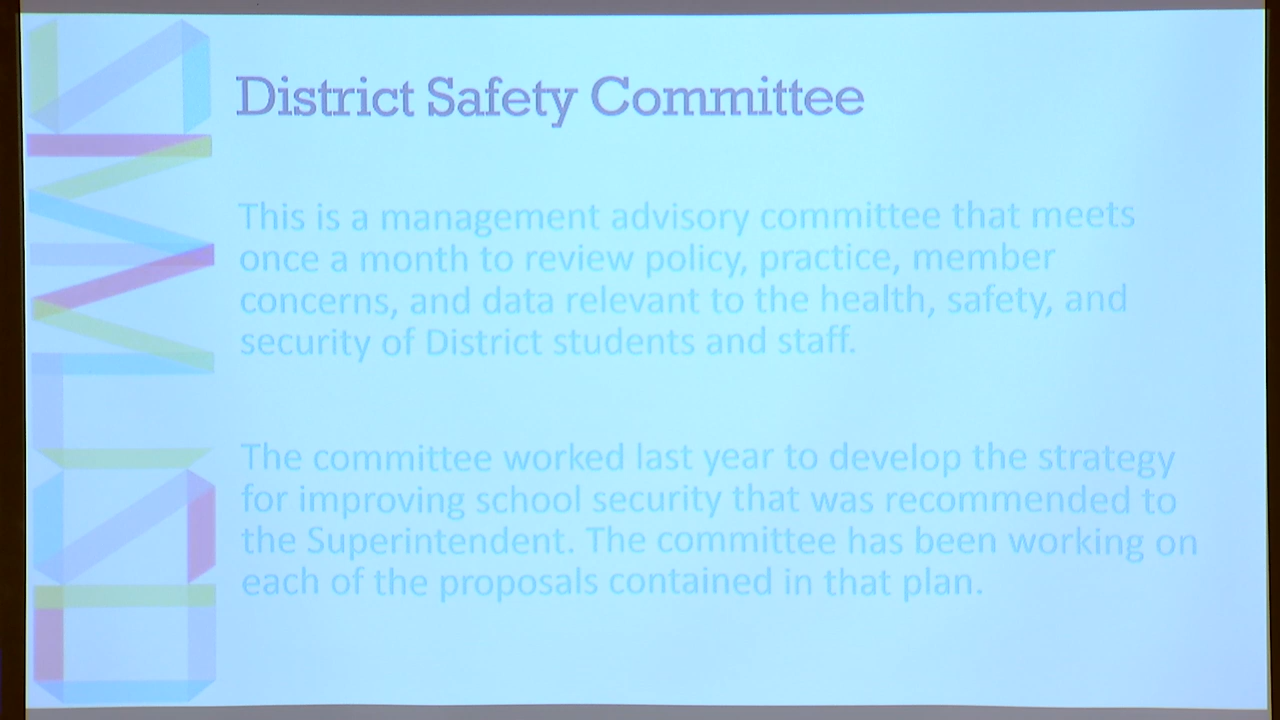 District Safety Committee
This is a management advisory committee that meets
once a month to review policy, practice, member
concerns, and data relevant to the health, safety, and
security of District students and staff.
The committee worked last year to develop the strategy
for improving school security that was recommended to
the Superintendent. The committee has been working on
each of the proposals contained in that plan.
SMMUSD